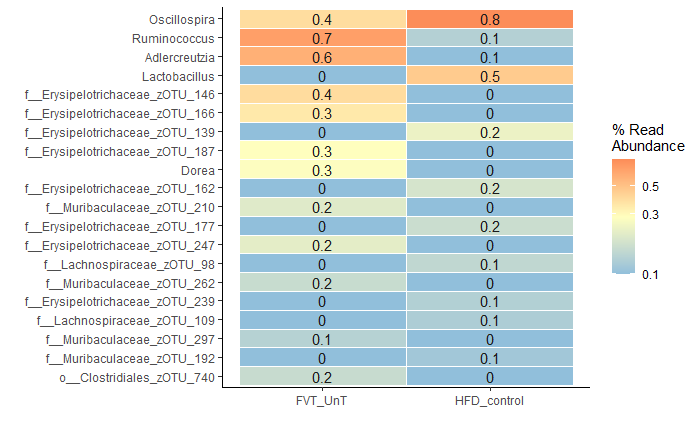 Oscillospira 0.4 0.8
Ruminococcus 0.7 0.1
Adlercreutzia 0.6 0.1
Lactobacillus 0 0.5
f__Erysipelotrichaceae_zOTU_146 0.4 0
f__Erysipelotrichaceae_zOTU_166 0.3 0
f__Erysipelotrichaceae_zOTU_139 0 0.2
f__Erysipelotrichaceae_zOTU_187 0.3 0
Dorea 0.3 0
f__Erysipelotrichaceae_zOTU_162 0 0.2
f__Muribaculaceae_zOTU_210 0.2 0
f__Erysipelotrichaceae_zOTU_177 0 0.2
f__Erysipelotrichaceae_zOTU_247 0.2 0
f__Lachnospiraceae_zOTU_98 0 0.1
f__Muribaculaceae_zOTU_262 0.2 0
f__Erysipelotrichaceae_zOTU_239 0 0.1
f__Lachnospiraceae_zOTU_109 0 0.1
f__Muribaculaceae_zOTU_297 0.1 0
f__Muribaculaceae_zOTU_192 0 0.1
o__Clostridiales_zOTU_740 0.2 0
FVT_UnT HFD_control
% Read
Abundance
0.5
0.3
0.1